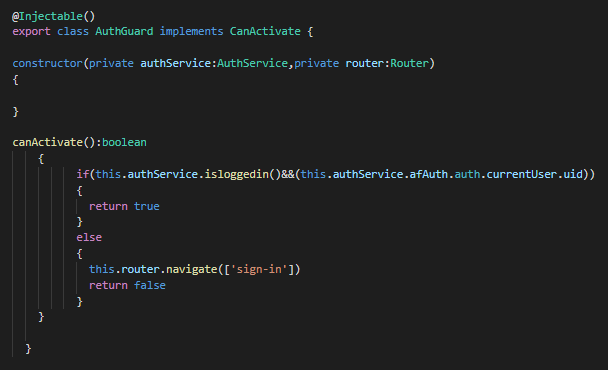 @Injectable()
export class AuthGuard implements CanActivate {
constructor(private authService:AuthService,private router:Router)
{
}
canActivate():boolean
{
if(this.authService.isloggedin()&&(this.authService.afAuth.auth.currentUser.uid))
{
return true
}
else
{
this.router.navigate(['sign-in'])
return false
}
}
}